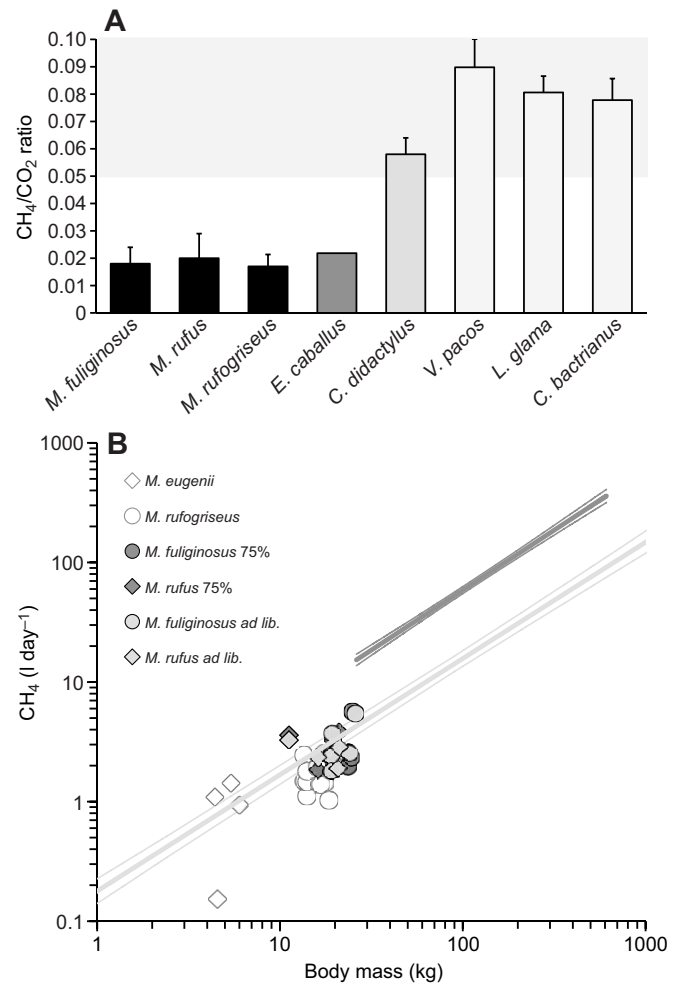 A
0.10
0.09
0.08
0.07
0.06
0.05
0.04
0.03
0.02
0.01
0
CH₄/CO₂ ratio
M. fuliginosus
M. rufus
M. rufogriseus
E. caballus
C. didactylus
V. pacos
L. glama
C. bactrianus
B
1000
100
10
1
0.1
CH₄ (l day⁻¹)
M. eugenii
M. rufogriseus
M. fuliginosus 75%
M. rufus 75%
M. fuliginosus ad lib.
M. rufus ad lib.
1 10 100 1000
Body mass (kg)